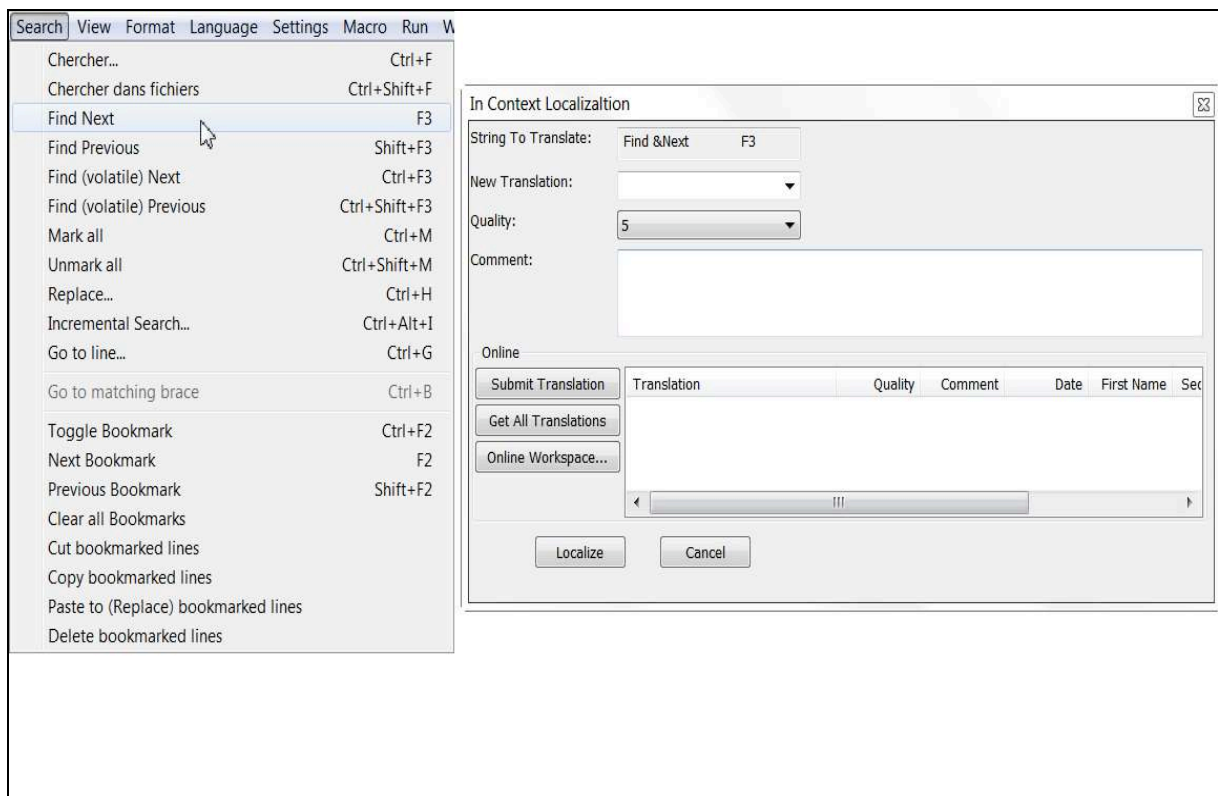 Search View Format Language Settings Macro Run W
Chercher... Ctrl+F
Chercher dans fichiers Ctrl+Shift+F
Find Next F3
Find Previous Shift+F3
Find (volatile) Next Ctrl+F3
Find (volatile) Previous Ctrl+Shift+F3
Mark all Ctrl+M
Unmark all Ctrl+Shift+M
Replace... Ctrl+H
Incremental Search... Ctrl+Alt+I
Go to line... Ctrl+G
Go to matching brace Ctrl+B
Toggle Bookmark Ctrl+F2
Next Bookmark F2
Previous Bookmark Shift+F2
Clear all Bookmarks
Cut bookmarked lines
Copy bookmarked lines
Paste to (Replace) bookmarked lines
Delete bookmarked lines
In Context Localizaltion
String To Translate: Find &Next F3
New Translation:
Quality: 5
Comment:
Online
Submit Translation
Get All Translations
Online Workspace...
Translation Quality Comment Date First Name Sec
Localize Cancel